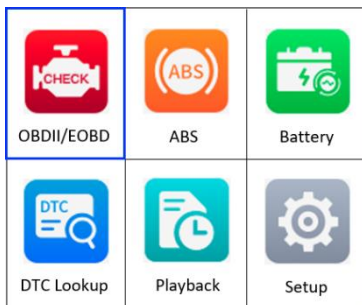 CHECK
ABS
OBDII/EOBD
ABS
Battery
DTC
DTC Lookup
Playback
Setup